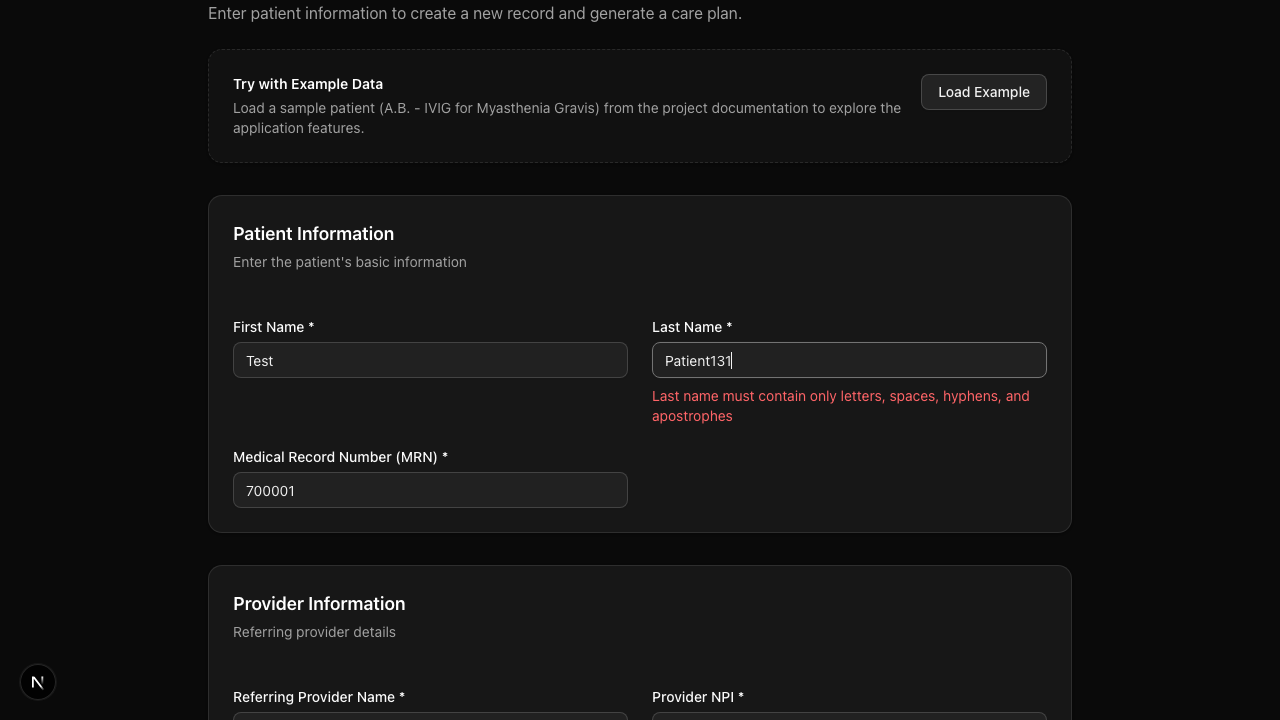 Enter patient information to create a new record and generate a care plan.
Try with Example Data
Load a sample patient (A.B. - IVIG for Myasthenia Gravis) from the project documentation to explore the
application features.
Load Example
Patient Information
Enter the patient's basic information
First Name *
Last Name *
Test
Patient131
Last name must contain only letters, spaces, hyphens, and
apostrophes
Medical Record Number (MRN) *
700001
Provider Information
Referring provider details
Referring Provider Name *
Provider NPI *
N